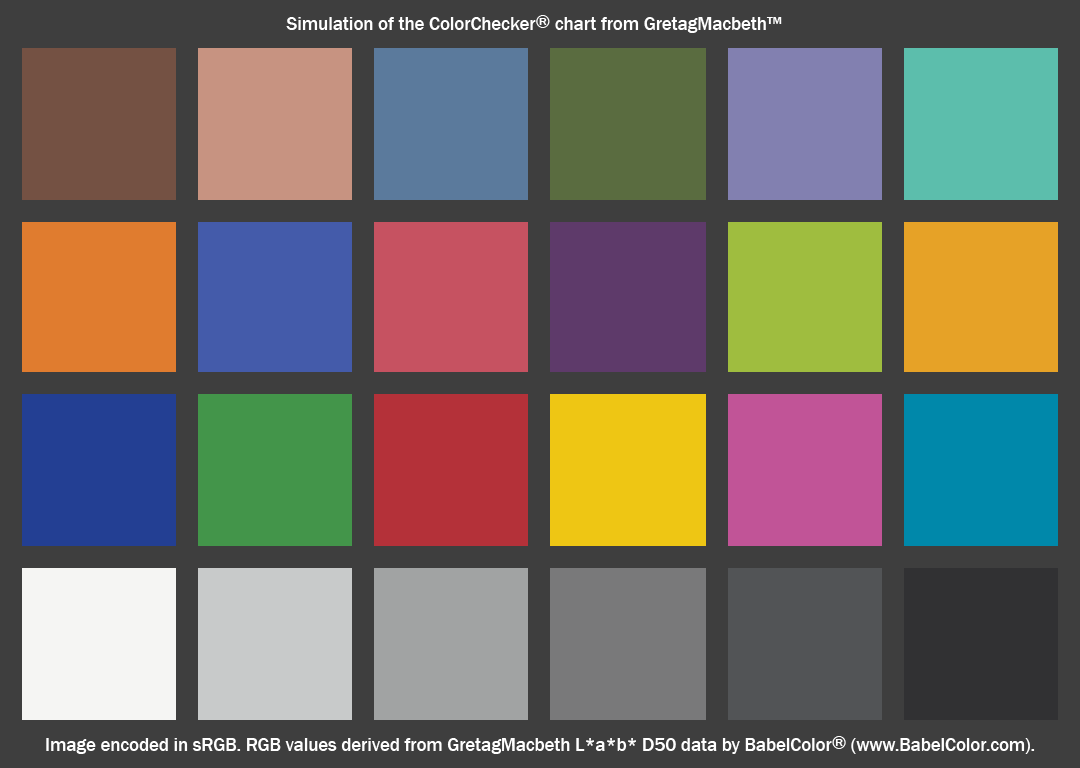 Simulation of the ColorChecker® chart from GretagMacbeth™
Image encoded in sRGB. RGB values derived from GretagMacbeth L*a*b* D50 data by BabelColor® (www.BabelColor.com).